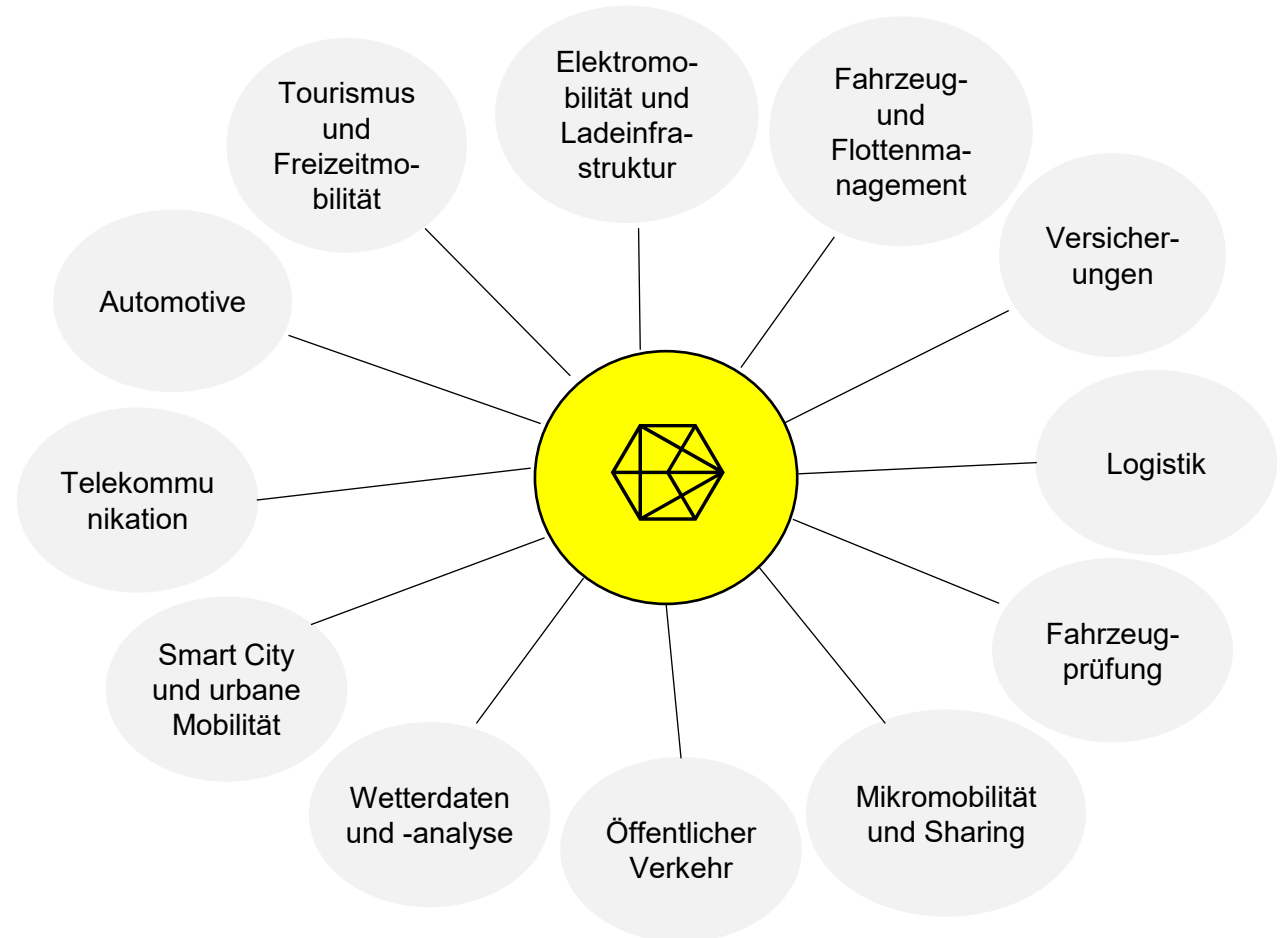 Elektromo-
bilität und
Ladeinfra-
struktur
Fahrzeug-
und
Flottenma-
nagement
Tourismus
und
Freizeitmo-
bilität
Versicher-
ungen
Automotive
Logistik
Telekommu
nikation
Fahrzeug-
prüfung
Smart City
und urbane
Mobilität
Wetterdaten
und -analyse
Öffentlicher
Verkehr
Mikromobilität
und Sharing